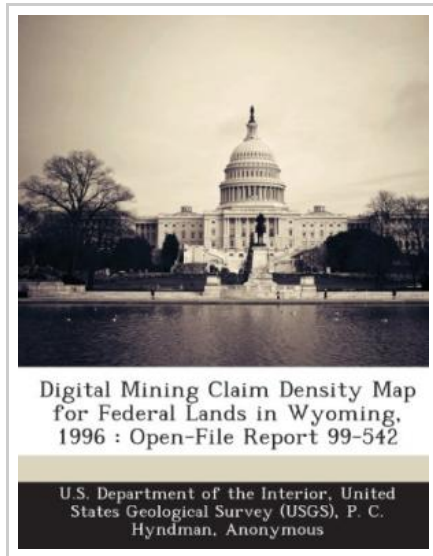 Digital Mining Claim Density Map
for Federal Lands in Wyoming,
1996 : Open-File Report 99-542
U.S. Department of the Interior, United
States Geological Survey (USGS), P. C.
Hyndman, Anonymous